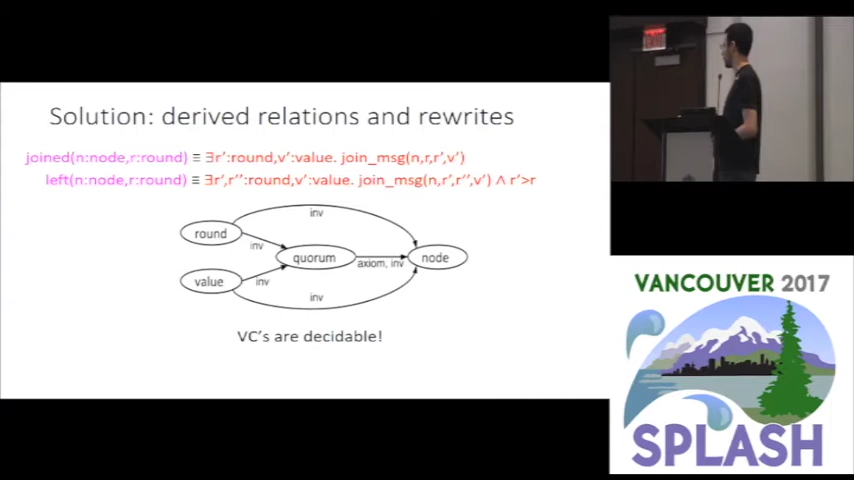 Solution: derived relations and rewrites
joined(n:node,r:round) ≡ ∃r':round,v':value. join_msg(n,r,r',v')
left(n:node,r:round) ≡ ∃r',r'':round,v':value. join_msg(n,r',r'',v') ∧ r'>r
inv
round
inv
quorum
axiom, inv
node
value
inv
inv
VC's are decidable!
VANCOUVER 2017
SPLASH